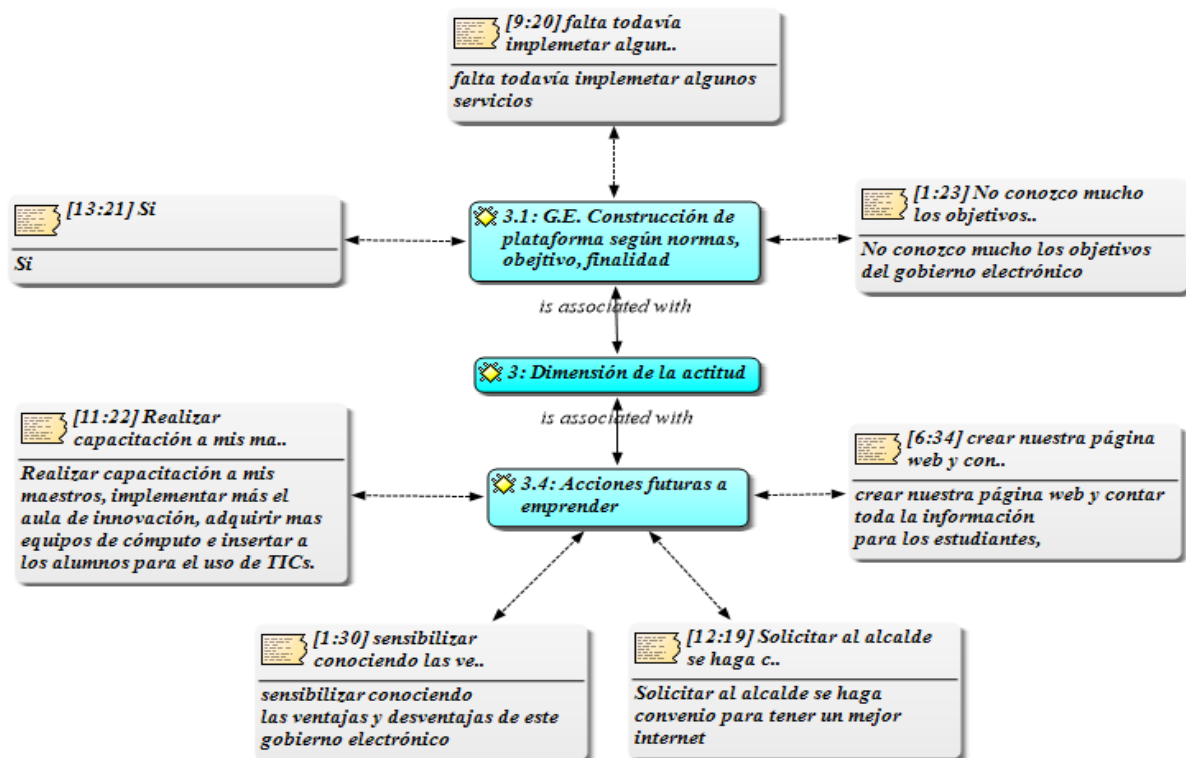 [9:20] falta todavía
implemetar algun..
falta todavía implemetar algunos
servicios
[13:21] Si
Si
3.1: G.E. Construcción de
plataforma según normas,
obejtivo, finalidad
[1:23] No conozco mucho
los objetivos..
No conozco mucho los objetivos
del gobierno electrónico
is associated with
3: Dimensión de la actitud
is associated with
[11:22] Realizar
capacitación a mis ma..
Realizar capacitación a mis
maestros, implementar más el
aula de innovación, adquirir mas
equipos de cómputo e insertar a
los alumnos para el uso de TICs.
3.4: Acciones futuras a
emprender
[6:34] crear nuestra página
web y con..
crear nuestra página web y contar
toda la información
para los estudiantes,
[1:30] sensibilizar
conociendo las ve..
sensibilizar conociendo
las ventajas y desventajas de este
gobierno electrónico
[12:19] Solicitar al alcalde
se haga c..
Solicitar al alcalde se haga
convenio para tener un mejor
internet